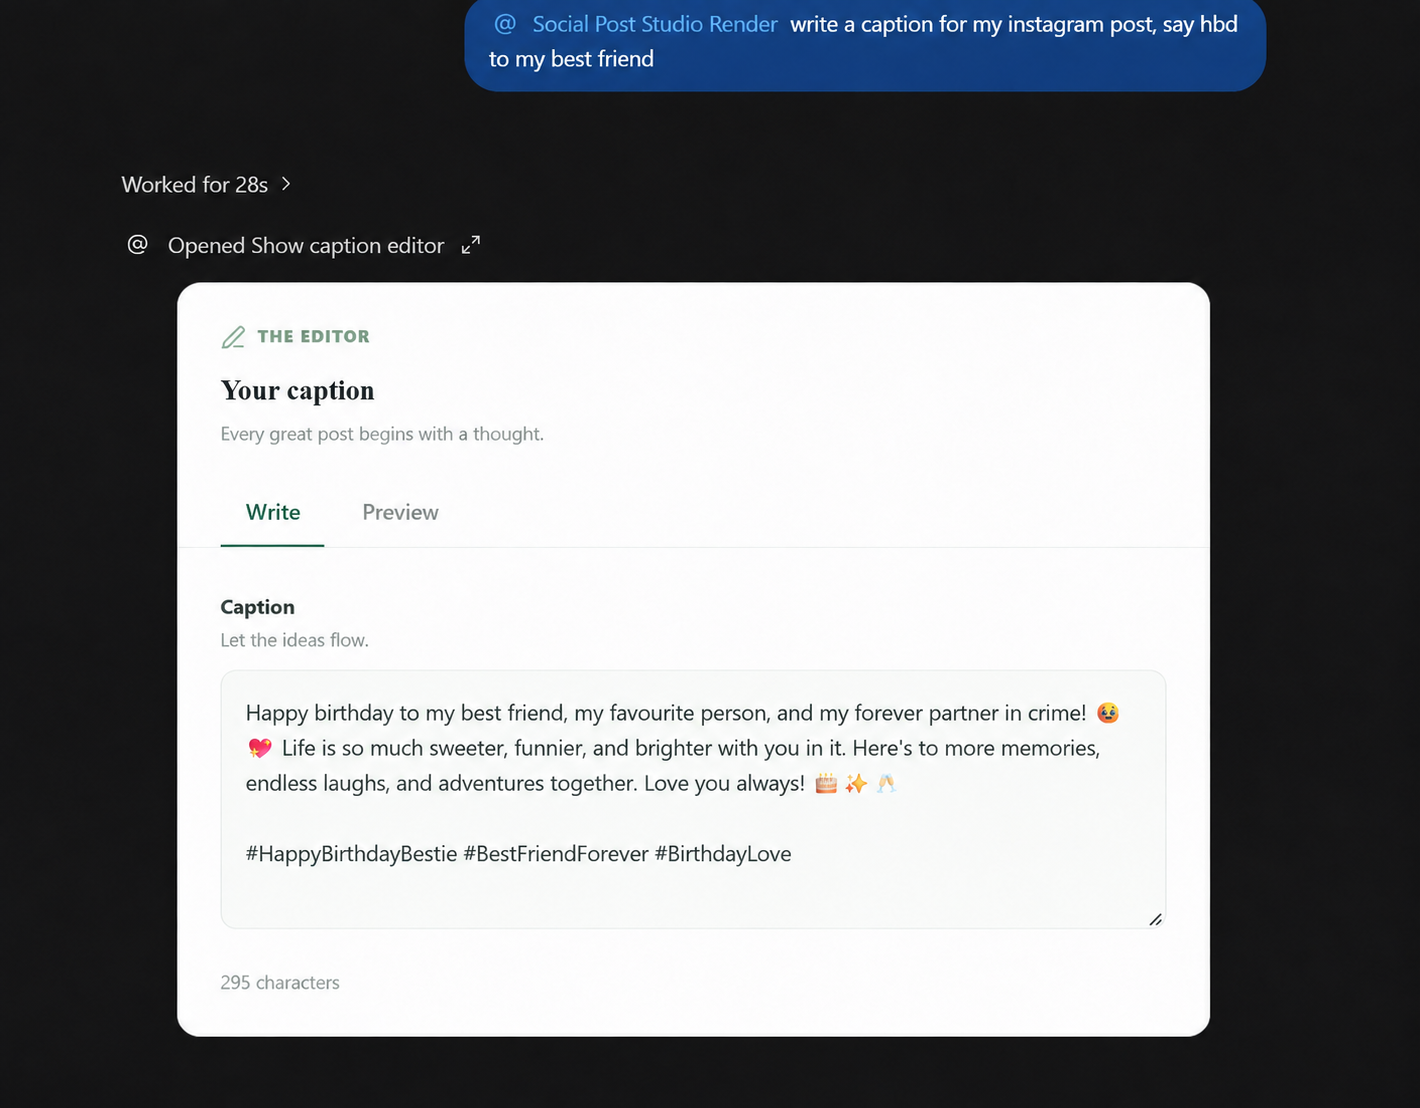 @ Social Post Studio Render write a caption for my instagram post, say hbd
to my best friend
Worked for 28s >
@ Opened Show caption editor
THE EDITOR
Your caption
Every great post begins with a thought.
Write Preview
Caption
Let the ideas flow.
Happy birthday to my best friend, my favourite person, and my forever partner in crime! 🥹
💖 Life is so much sweeter, funnier, and brighter with you in it. Here's to more memories,
endless laughs, and adventures together. Love you always! 🎂✨🥂
#HappyBirthdayBestie #BestFriendForever #BirthdayLove
295 characters